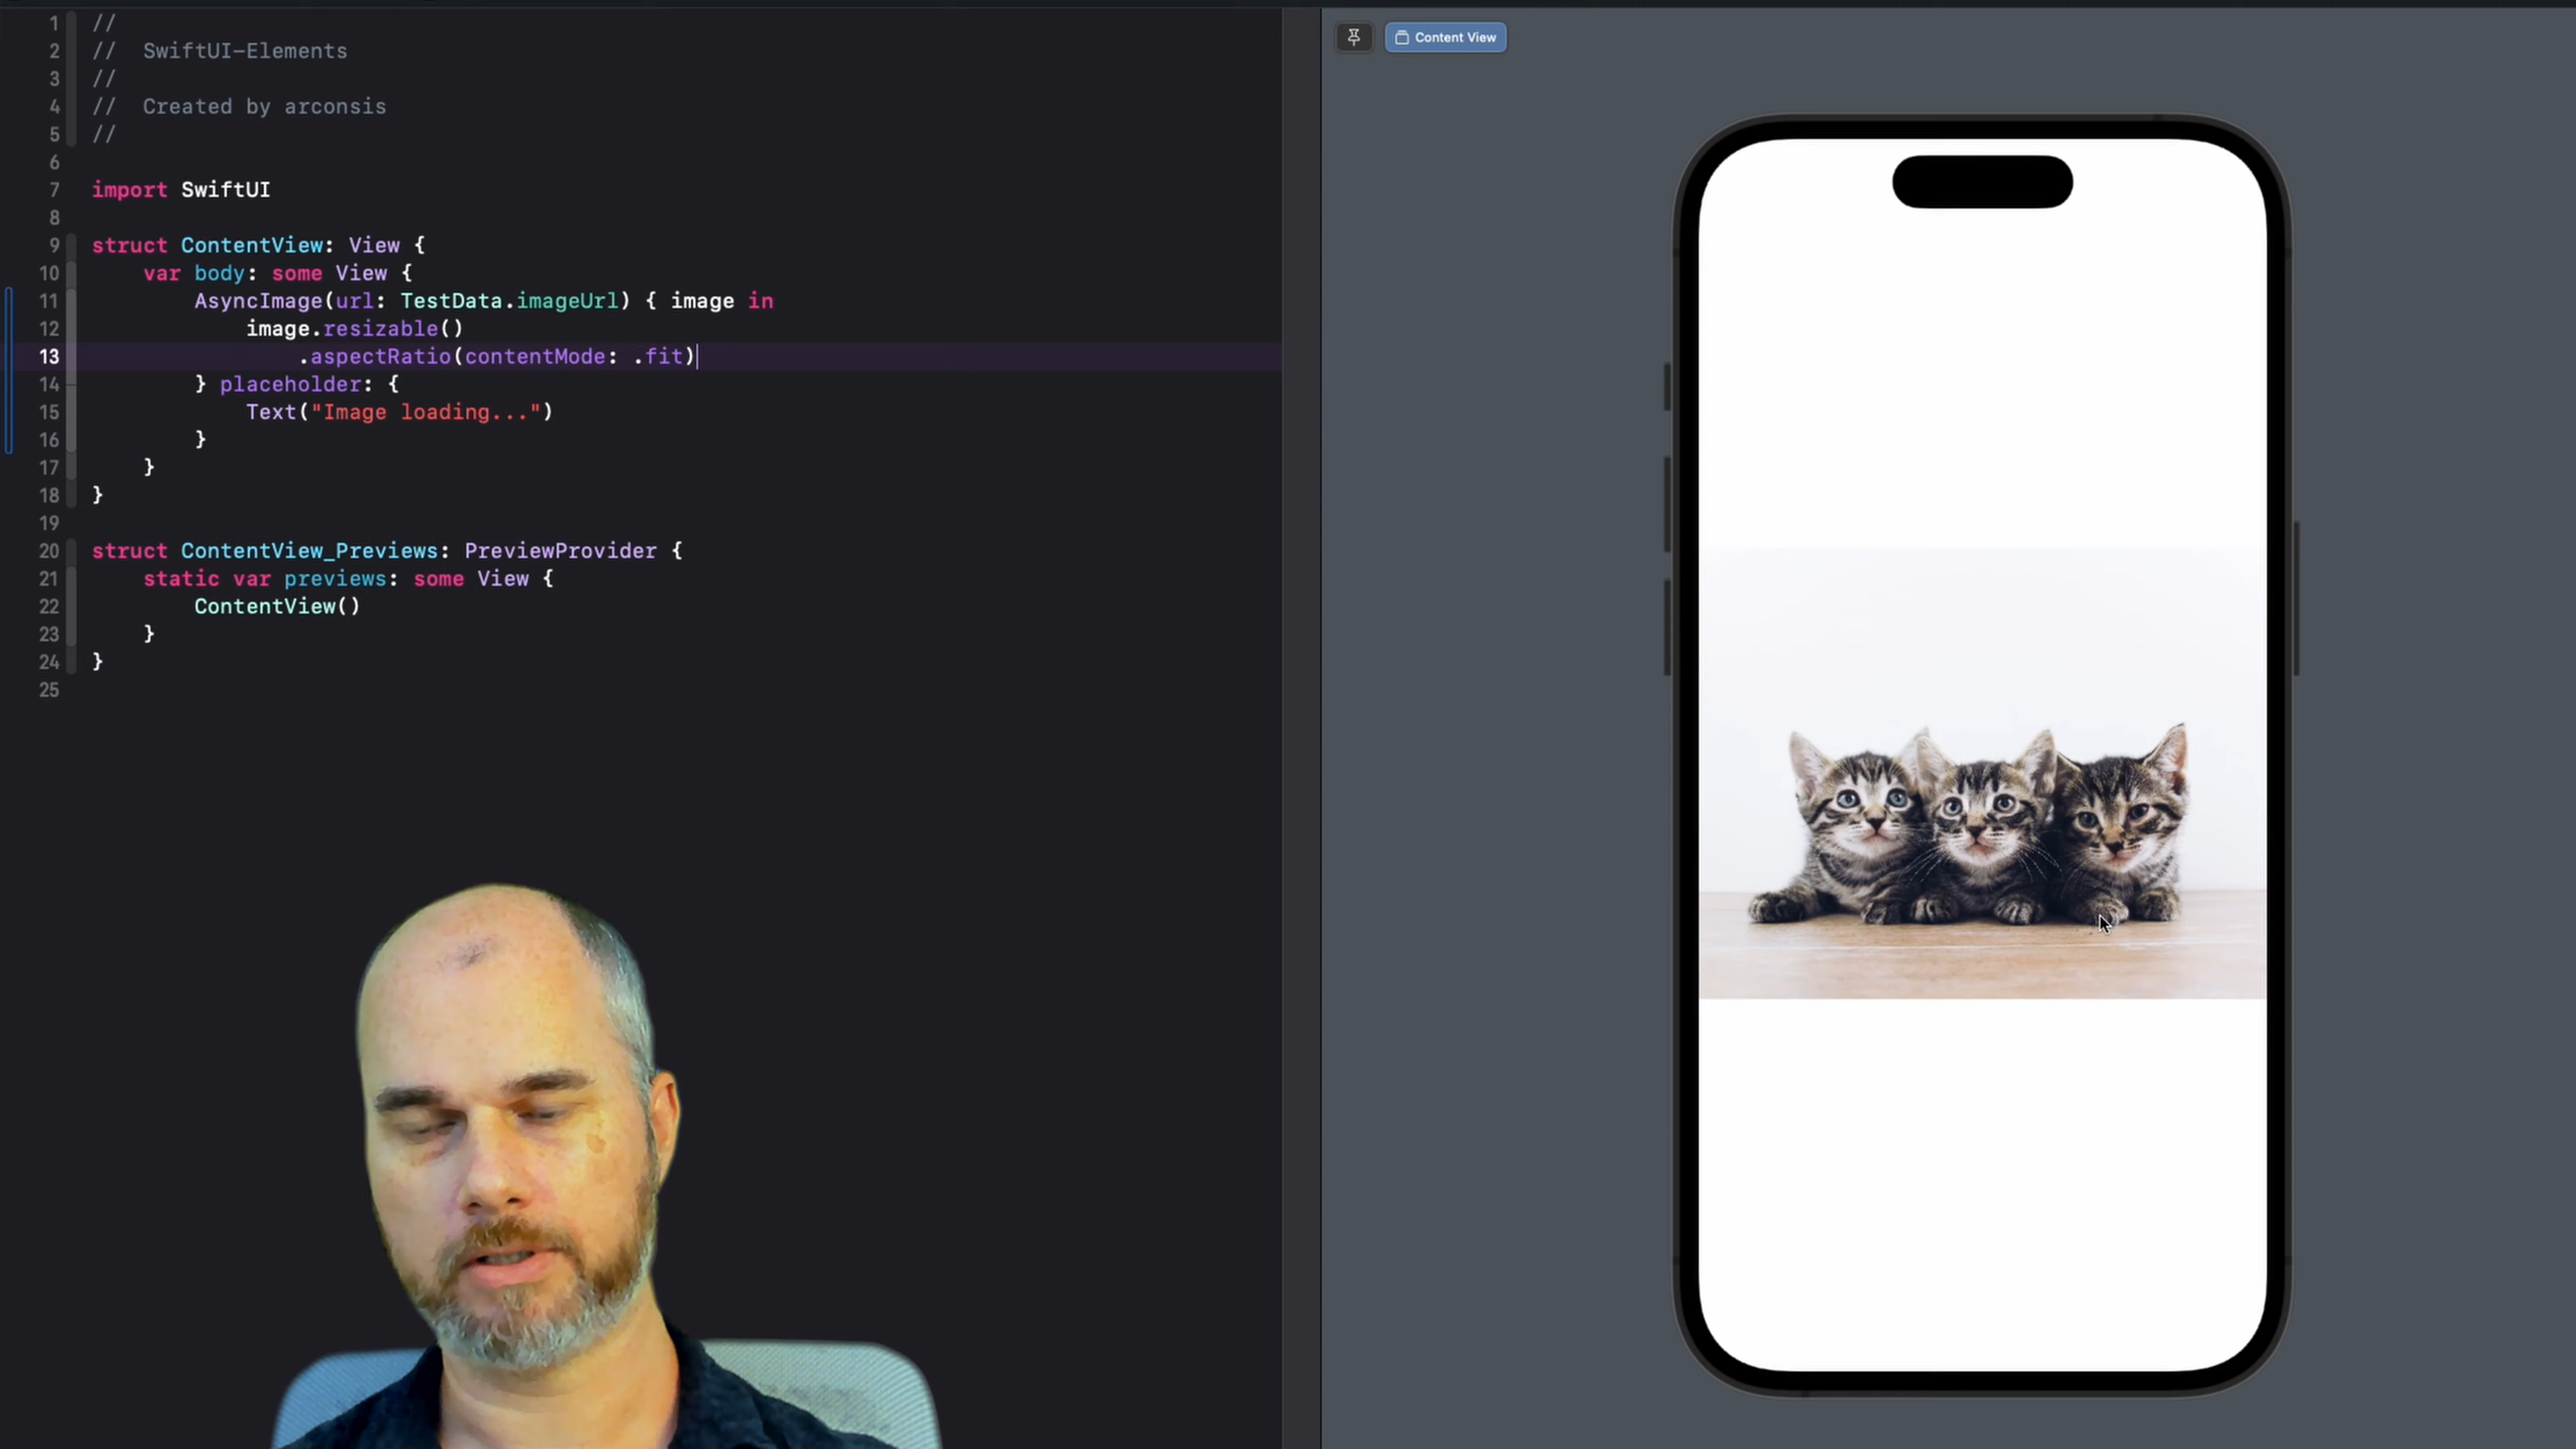 1 //
2 //  SwiftUI-Elements
3 //
4 //  Created by arconsis
5 //
6
7 import SwiftUI
8
9 struct ContentView: View {
10     var body: some View {
11         AsyncImage(url: TestData.imageUrl) { image in
12             image.resizable()
13                 .aspectRatio(contentMode: .fit)
14         } placeholder: {
15             Text("Image loading...")
16         }
17     }
18 }
19
20 struct ContentView_Previews: PreviewProvider {
21     static var previews: some View {
22         ContentView()
23     }
24 }
25
Content View